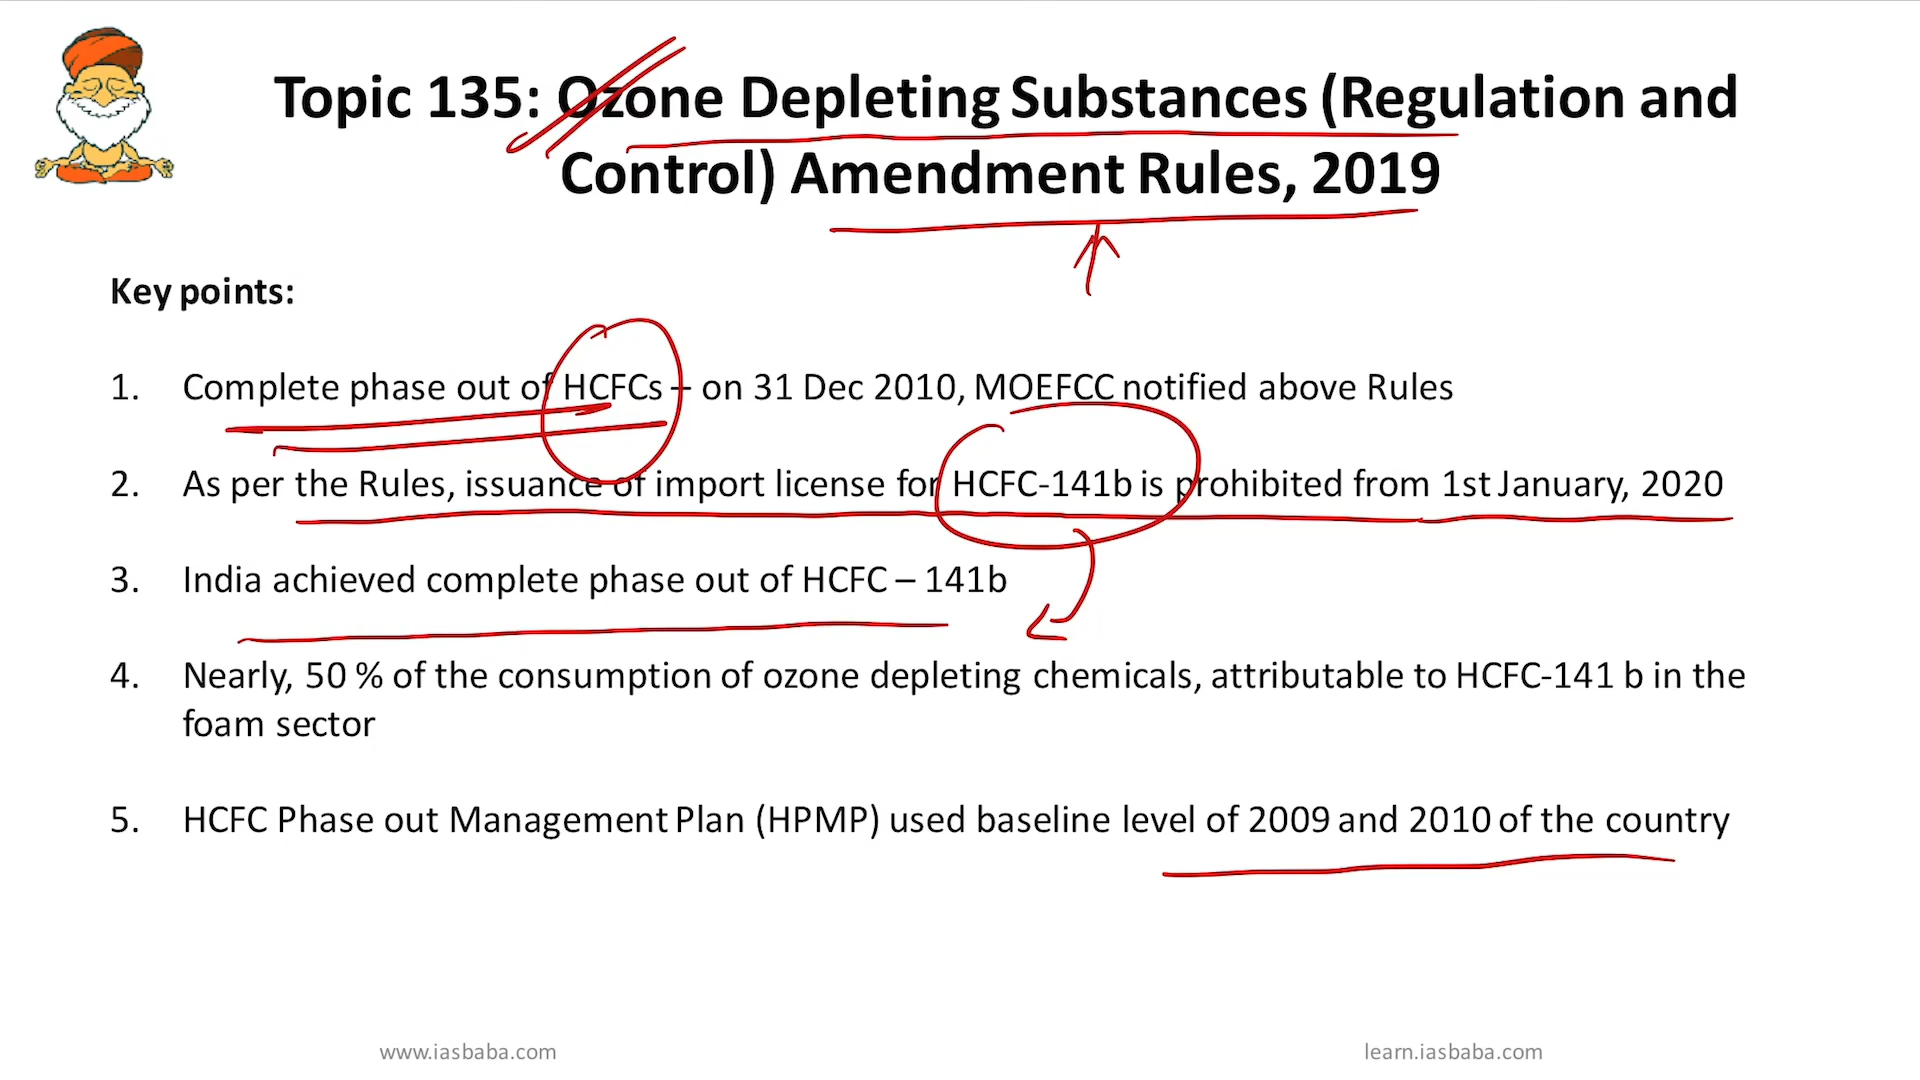 Topic 135: Ozone Depleting Substances (Regulation and
Control) Amendment Rules, 2019
Key points:
1. Complete phase out of HCFCs – on 31 Dec 2010, MOEFCC notified above Rules
2. As per the Rules, issuance of import license for HCFC-141b is prohibited from 1st January, 2020
3. India achieved complete phase out of HCFC – 141b
4. Nearly, 50 % of the consumption of ozone depleting chemicals, attributable to HCFC-141 b in the
foam sector
5. HCFC Phase out Management Plan (HPMP) used baseline level of 2009 and 2010 of the country
www.iasbaba.com learn.iasbaba.com